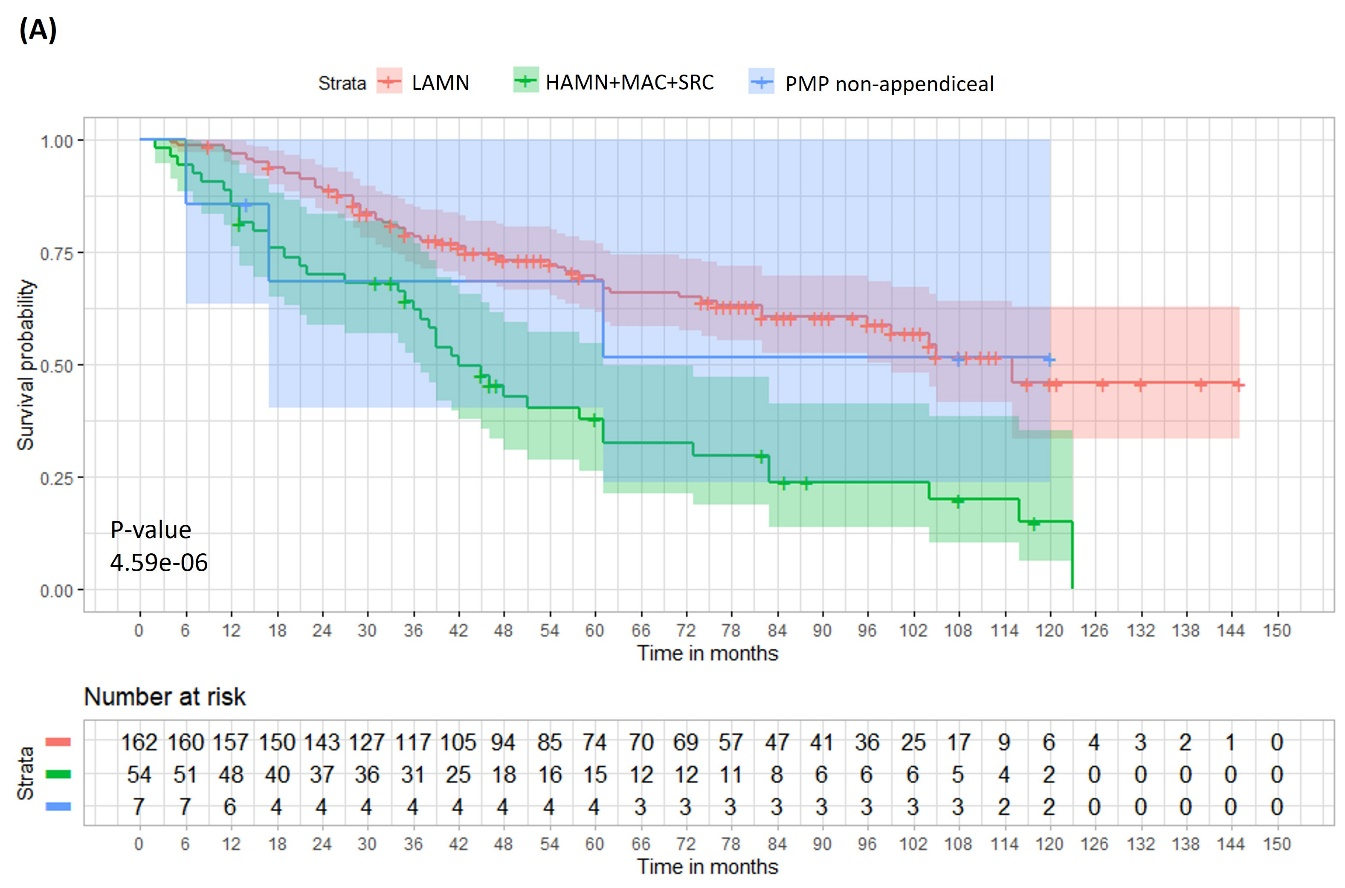 (A)
Strata LAMN HAMN+MAC+SRC PMP non-appendiceal
1.00
0.75
0.50
0.25
0.00
Survival probability
P-value
4.59e-06
0 6 12 18 24 30 36 42 48 54 60 66 72 78 84 90 96 102 108 114 120 126 132 138 144 150
Time in months
Number at risk
Strata
162 160 157 150 143 127 117 105 94 85 74 70 69 57 47 41 36 25 17 9 6 4 3 2 1 0
54 51 48 40 37 36 31 25 18 16 15 12 12 11 8 6 6 6 5 4 2 0 0 0 0 0
7 7 6 4 4 4 4 4 4 4 4 3 3 3 3 3 3 3 3 2 2 0 0 0 0 0
0 6 12 18 24 30 36 42 48 54 60 66 72 78 84 90 96 102 108 114 120 126 132 138 144 150
Time in months